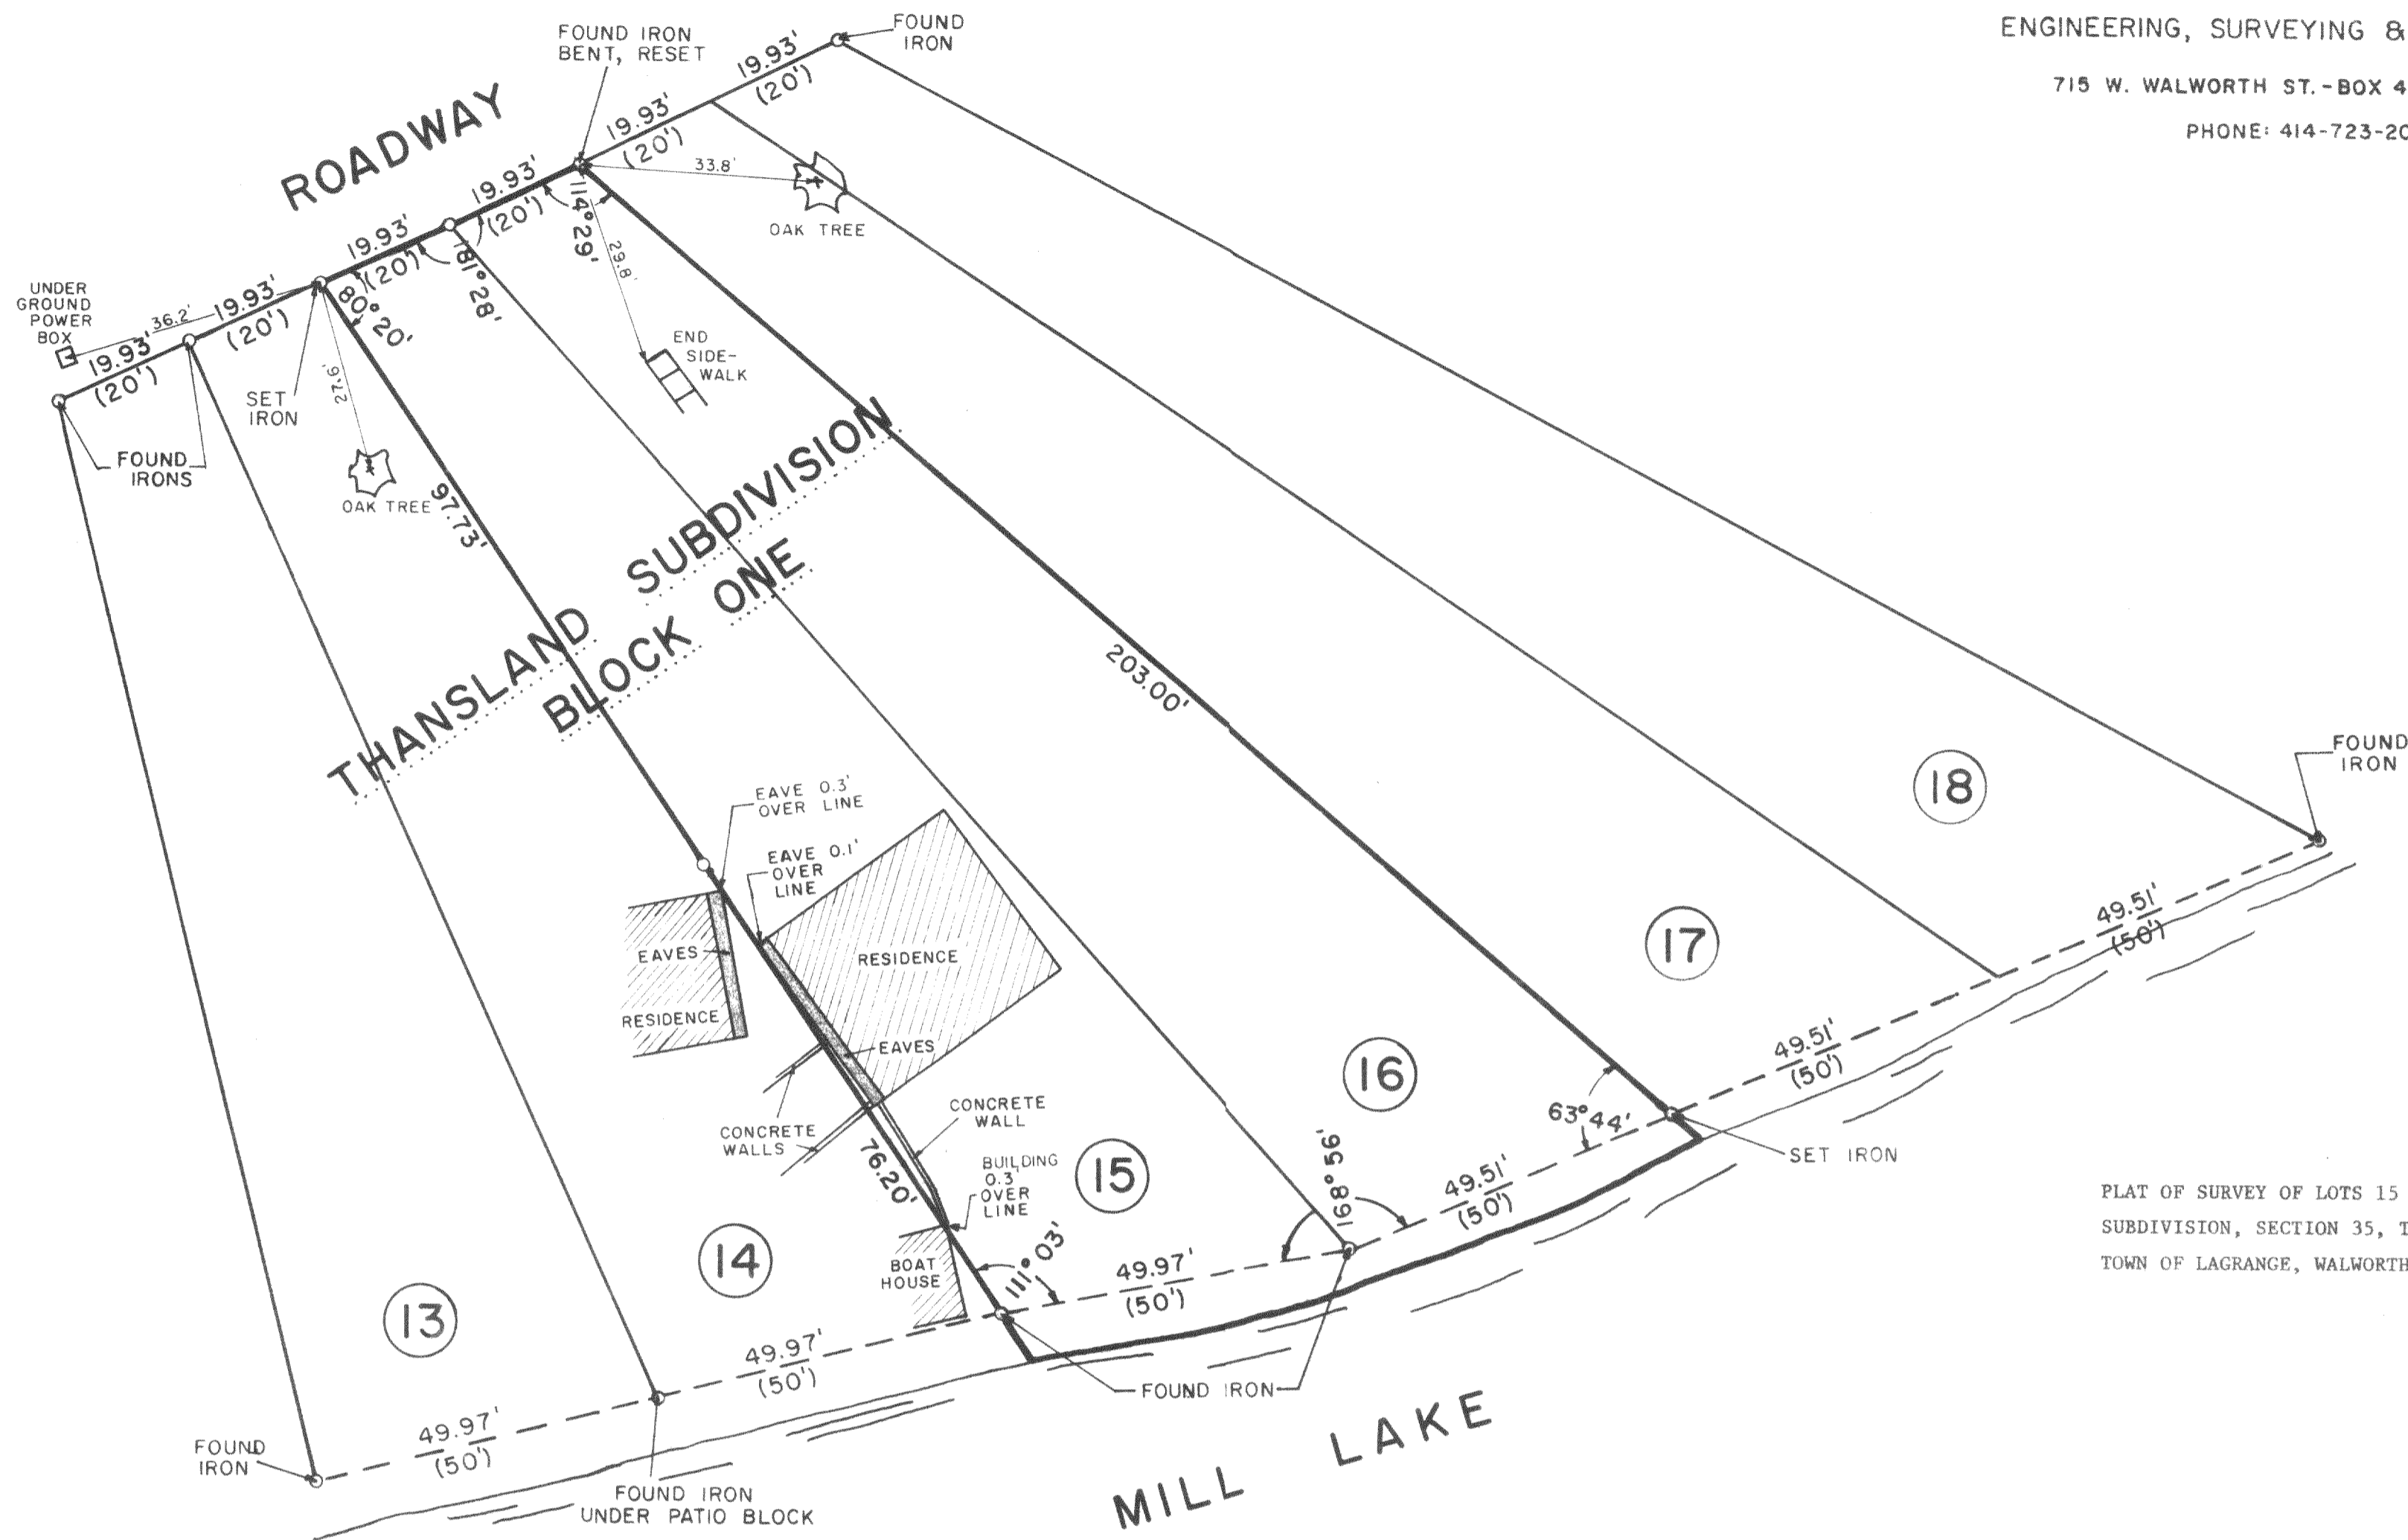 ENGINEERING, SURVEYING &
715 W. WALWORTH ST.-BOX 4
PHONE: 414-723-20
FOUND IRON
BENT, RESET
FOUND
IRON
ROADWAY
19.93'
(20')
19.93'
(20')
19.93'
(20')
19.93'
(20')
19.93'
(20')
19.93'
(20')
33.8'
OAK TREE
114°29'
29.8'
181°28'
80°20'
UNDER
GROUND
POWER
BOX
36.2'
SET
IRON
27.6'
END
SIDE-
WALK
FOUND
IRONS
OAK TREE
97.73'
THANSLAND SUBDIVISION
BLOCK ONE
203.00'
EAVE 0.3'
OVER LINE
EAVE 0.1'
OVER
LINE
EAVES
RESIDENCE
RESIDENCE
EAVES
CONCRETE
WALLS
CONCRETE
WALL
76.20'
BUILDING
0.3'
OVER
LINE
BOAT
HOUSE
111°03'
168°56'
63°44'
13
14
15
16
17
18
FOUND
IRON
49.51'
(50')
49.51'
(50')
49.51'
(50')
49.97'
(50')
49.97'
(50')
49.97'
(50')
SET IRON
FOUND IRON
FOUND
IRON
FOUND IRON
UNDER PATIO BLOCK
MILL LAKE
PLAT OF SURVEY OF LOTS 15
SUBDIVISION, SECTION 35, T
TOWN OF LAGRANGE, WALWORTH